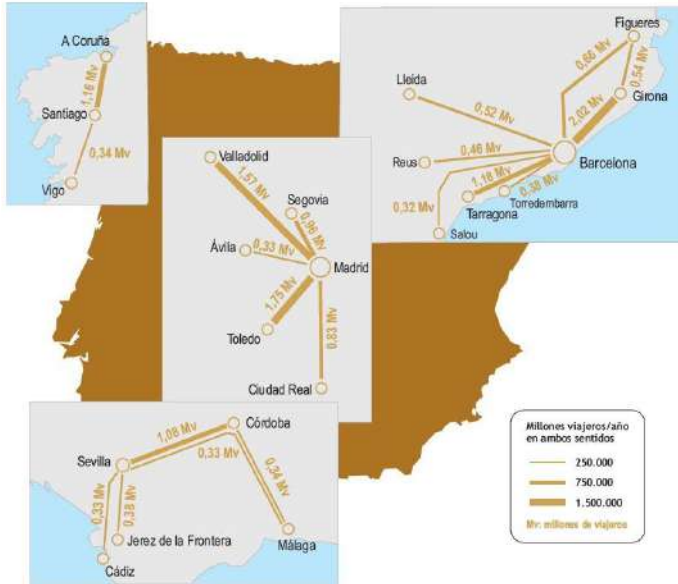 A Coruña
1,16 Mv
Santiago
0,34 Mv
Vigo
Figueres
0,66 Mv
0,54 Mv
Lleída
Girona
0,52 Mv
2,02 Mv
Reus
0,46 Mv
Barcelona
1,18 Mv
0,38 Mv
0,32 Mv
Torredembarra
Tarragona
Salou
Valladolid
1,57 Mv
Segovia
0,96 Mv
Ávila
0,33 Mv
Madrid
1,75 Mv
Toledo
0,83 Mv
Ciudad Real
Córdoba
1,08 Mv
0,33 Mv
Sevilla
0,34 Mv
0,33 Mv
0,38 Mv
Jerez de la Frontera
Málaga
Cádiz
Millones viajeros/año
en ambos sentidos
250.000
750.000
1.500.000
Mv: millones de viajeros